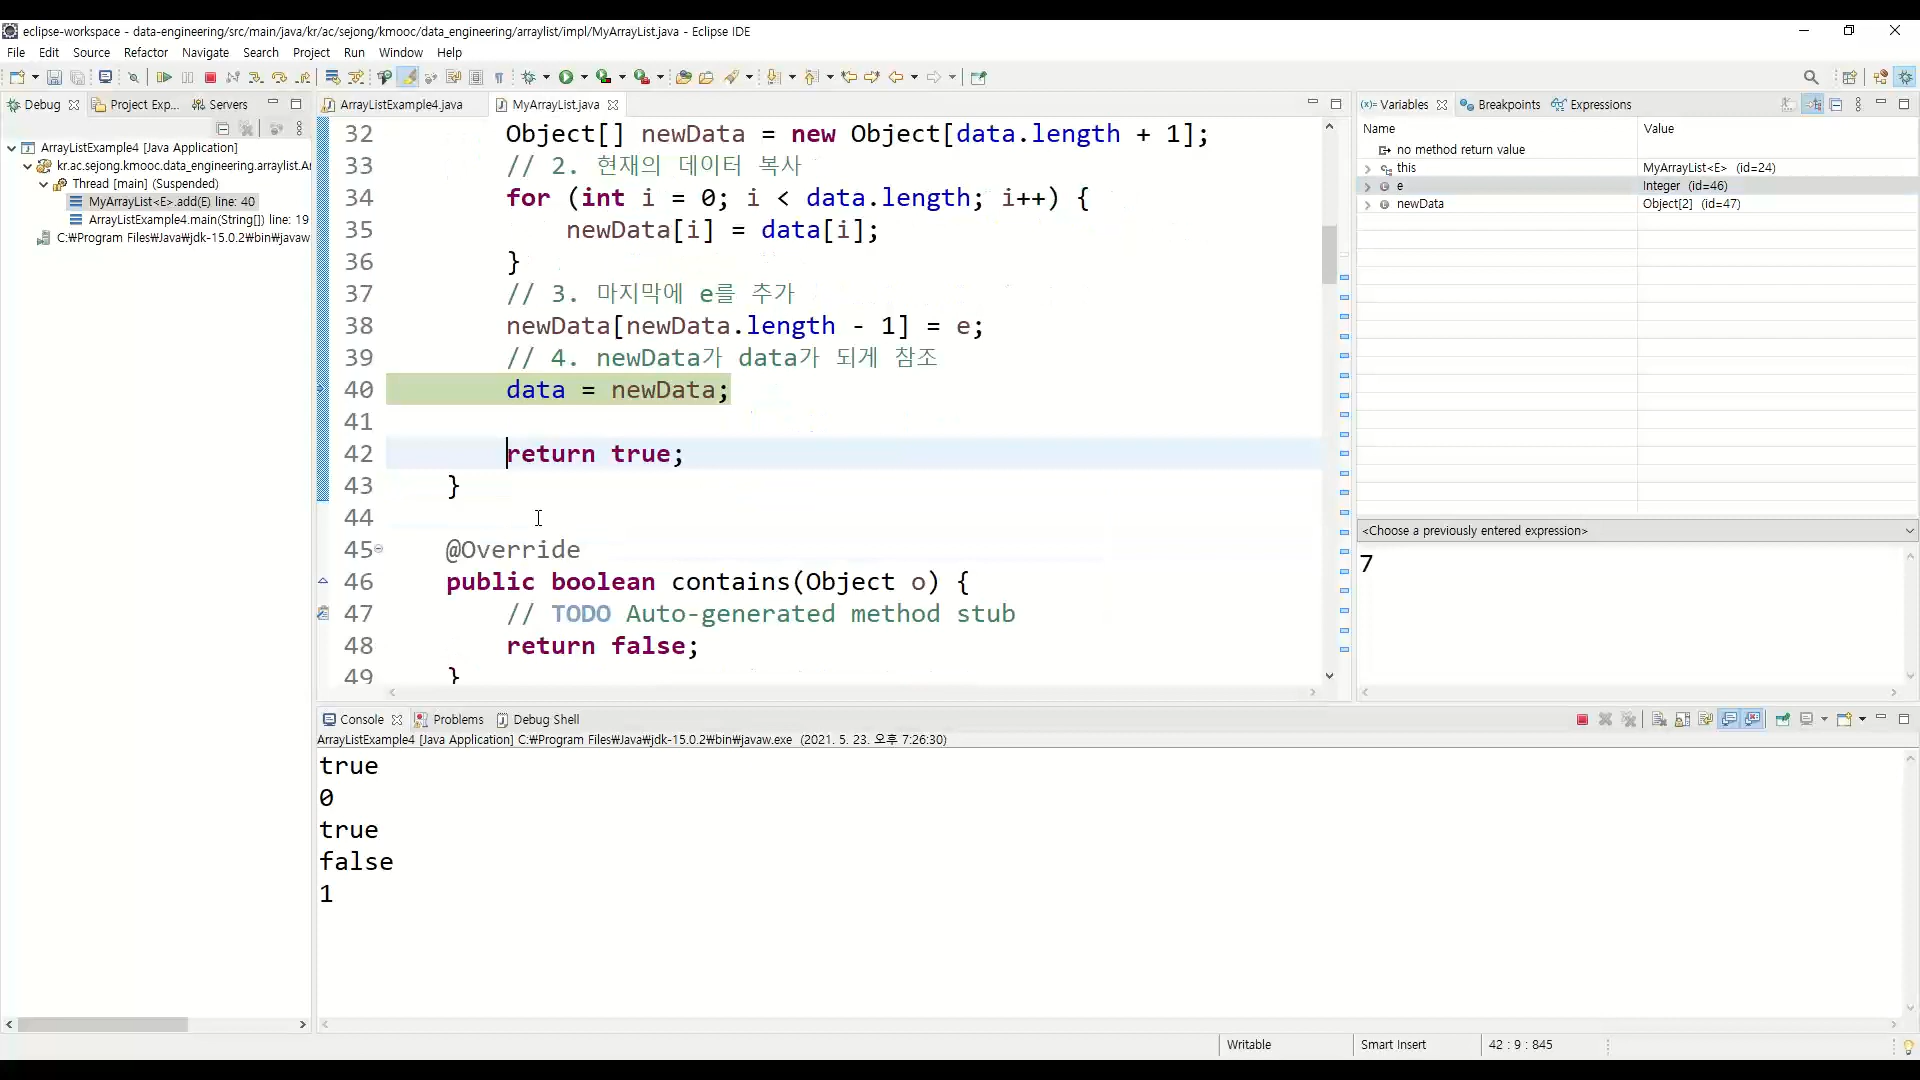 eclipse-workspace - data-engineering/src/main/java/kr/ac/sejong/kmooc/data_engineering/arraylist/impl/MyArrayList.java - Eclipse IDE
File Edit Source Refactor Navigate Search Project Run Window Help
Debug Project Exp... Servers
ArrayListExample4 [Java Application]
kr.ac.sejong.kmooc.data_engineering.arraylist.Ar
Thread [main] (Suspended)
MyArrayList<E>.add(E) line: 40
ArrayListExample4.main(String[]) line: 19
C:₩Program Files₩Java₩jdk-15.0.2₩bin₩javaw
ArrayListExample4.java MyArrayList.java
32 Object[] newData = new Object[data.length + 1];
33 // 2. 현재의 데이터 복사
34 for (int i = 0; i < data.length; i++) {
35 newData[i] = data[i];
36 }
37 // 3. 마지막에 e를 추가
38 newData[newData.length - 1] = e;
39 // 4. newData가 data가 되게 참조
40 data = newData;
41
42 return true;
43 }
44
45 @Override
46 public boolean contains(Object o) {
47 // TODO Auto-generated method stub
48 return false;
49 }
Variables Breakpoints Expressions
Name Value
no method return value
this MyArrayList<E> (id=24)
e Integer (id=46)
newData Object[2] (id=47)
<Choose a previously entered expression>
7
Console Problems Debug Shell
ArrayListExample4 [Java Application] C:₩Program Files₩Java₩jdk-15.0.2₩bin₩javaw.exe (2021. 5. 23. 오후 7:26:30)
true
0
true
false
1
Writable Smart Insert 42 : 9 : 845